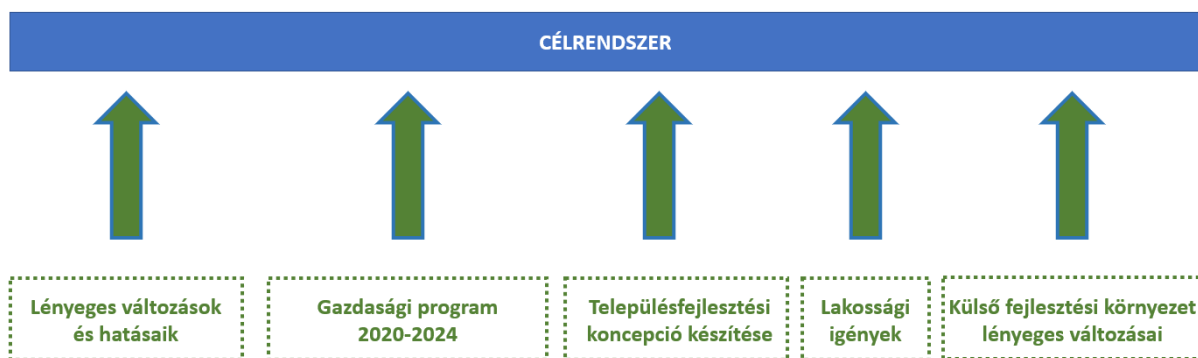 CÉLRENDSZER
Lényeges változások
és hatásaik
Gazdasági program
2020-2024
Településfejlesztési
koncepció készítése
Lakossági
igények
Külső fejlesztési környezet
lényeges változásai